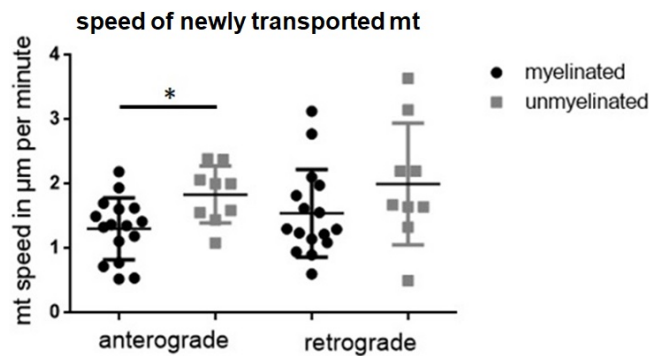 speed of newly transported mt
mt speed in µm per minute
4
3
2
1
0
*
anterograde
retrograde
myelinated
unmyelinated